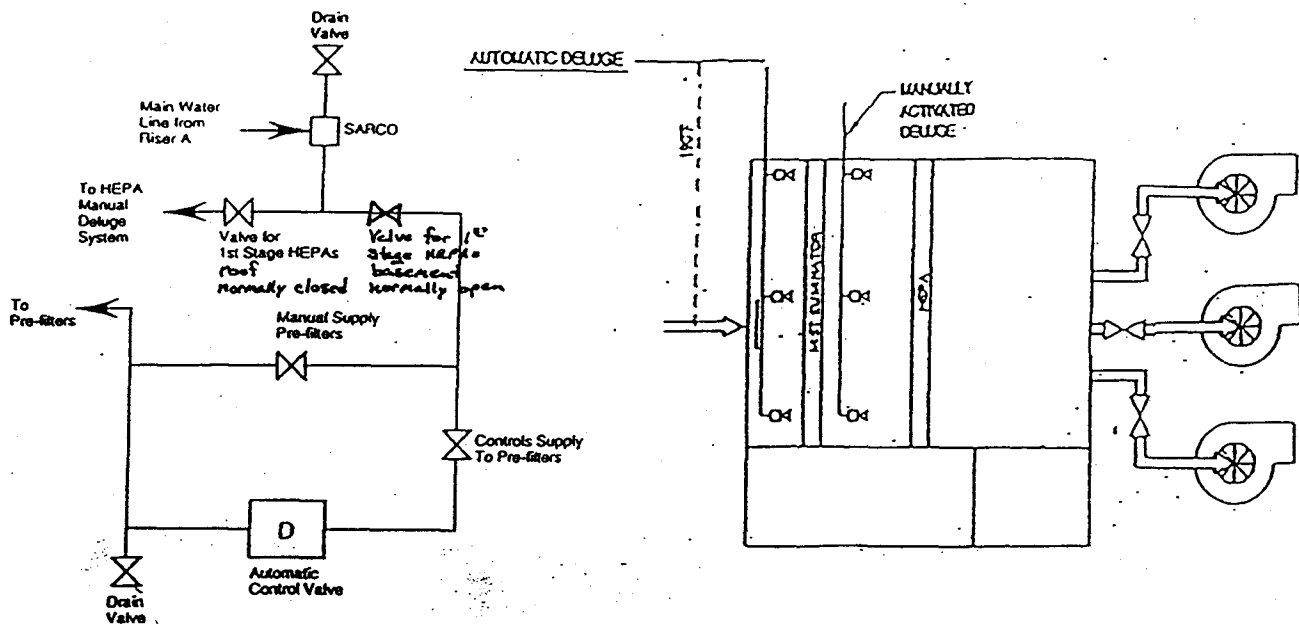 Drain
Valve
Main Water
Line from
Riser A
SARCO
To HEPA
Manual
Deluge
System
Valve for
1st Stage HEPAs
roof
normally closed
Valve for 1st
Stage HEPAs
basement
normally open
To
Pre-filters
Manual Supply
Pre-filters
Controls Supply
To Pre-filters
D
Automatic
Control Valve
Drain
Valve
AUTOMATIC DELUGE
MANUALLY
ACTIVATED
DELUGE
MIST ELIMINATOR
HEPA